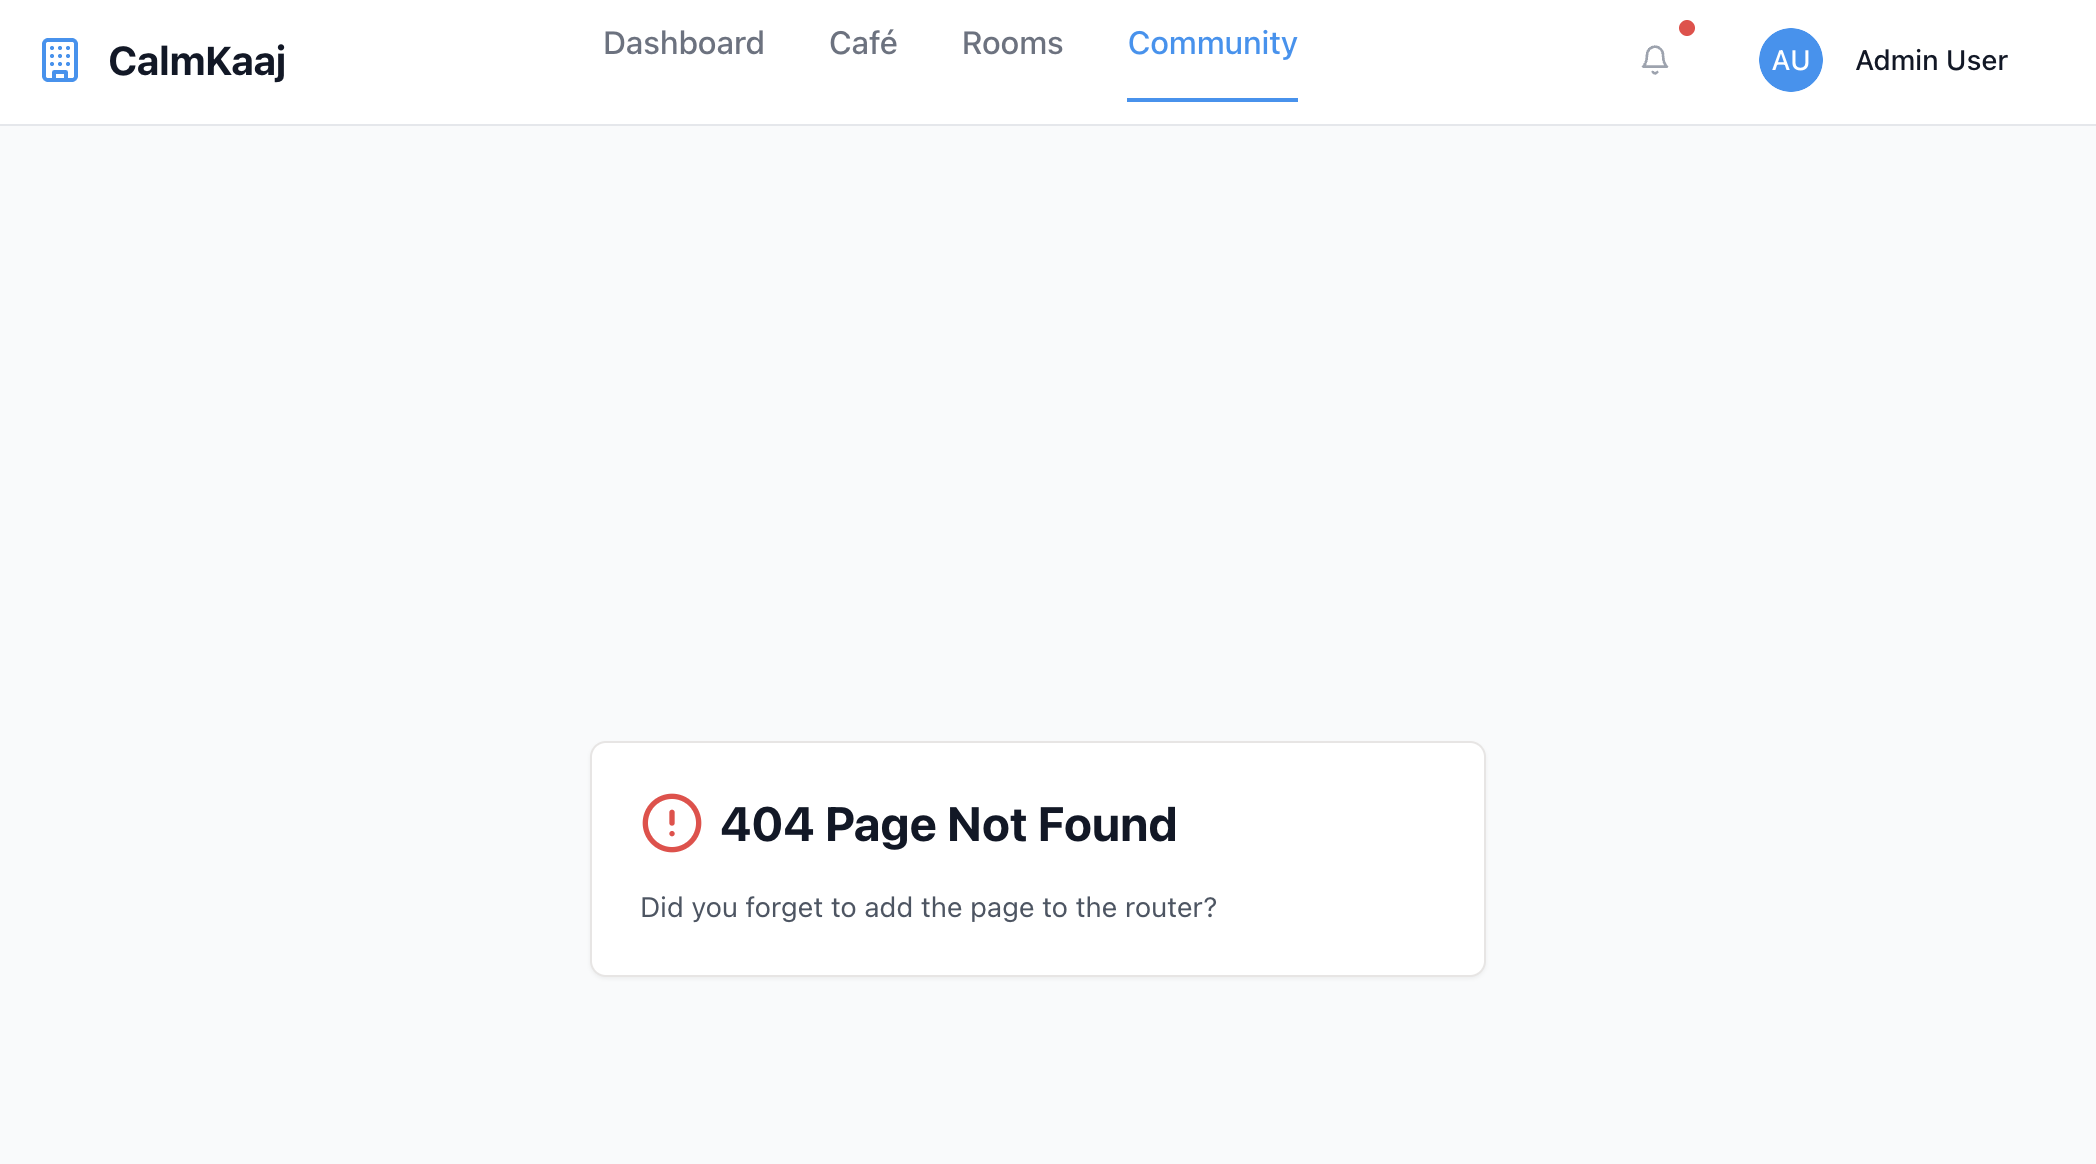 CalmKaaj
Dashboard
Café
Rooms
Community
AU
Admin User
404 Page Not Found
Did you forget to add the page to the router?